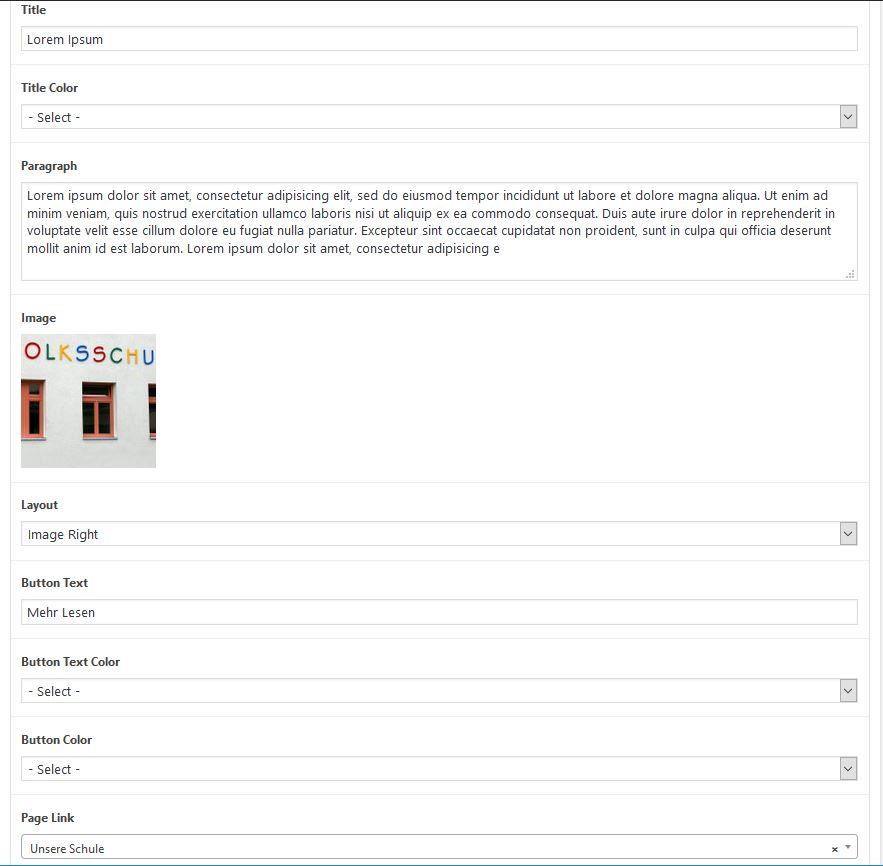 Title
Lorem Ipsum
Title Color
- Select -
Paragraph
Lorem ipsum dolor sit amet, consectetur adipisicing elit, sed do eiusmod tempor incididunt ut labore et dolore magna aliqua. Ut enim ad
minim veniam, quis nostrud exercitation ullamco laboris nisi ut aliquip ex ea commodo consequat. Duis aute irure dolor in reprehenderit in
voluptate velit esse cillum dolore eu fugiat nulla pariatur. Excepteur sint occaecat cupidatat non proident, sunt in culpa qui officia deserunt
mollit anim id est laborum. Lorem ipsum dolor sit amet, consectetur adipisicing e
Image
OLKSSCHU
Layout
Image Right
Button Text
Mehr Lesen
Button Text Color
- Select -
Button Color
- Select -
Page Link
Unsere Schule ×